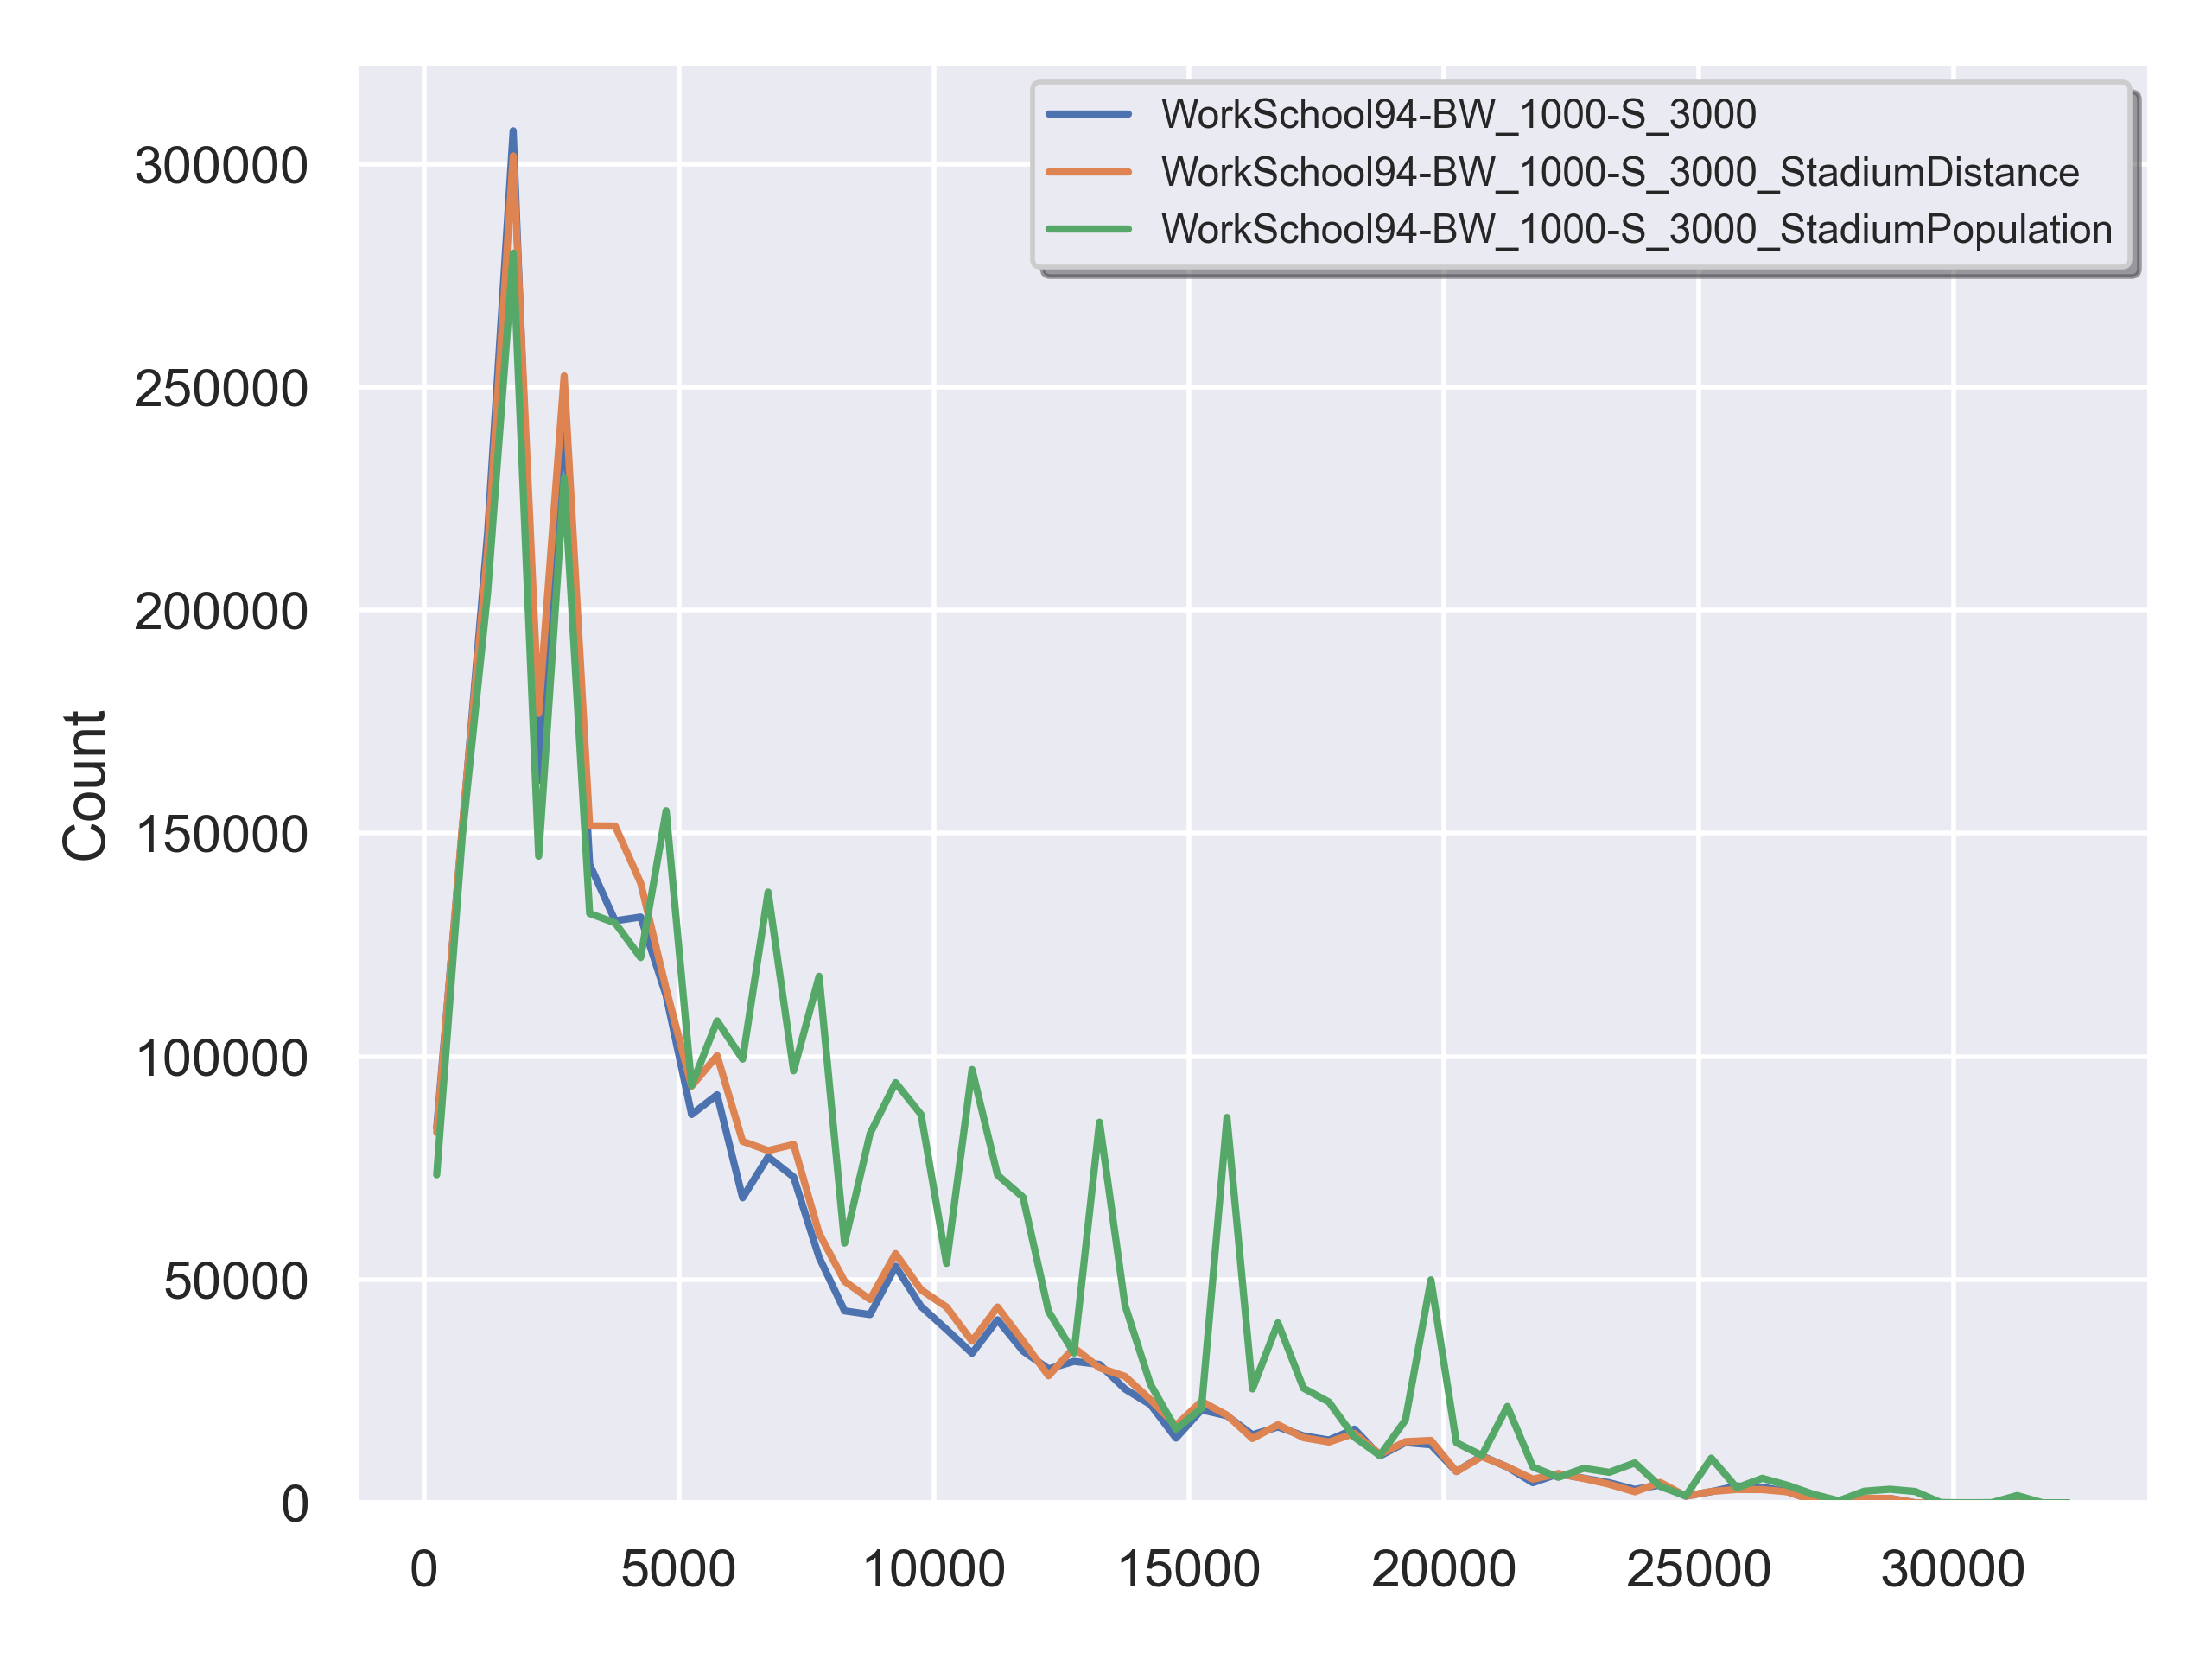 WorkSchool94-BW_1000-S_3000
WorkSchool94-BW_1000-S_3000_StadiumDistance
WorkSchool94-BW_1000-S_3000_StadiumPopulation
300000
250000
200000
150000
100000
50000
0
Count
0 5000 10000 15000 20000 25000 30000